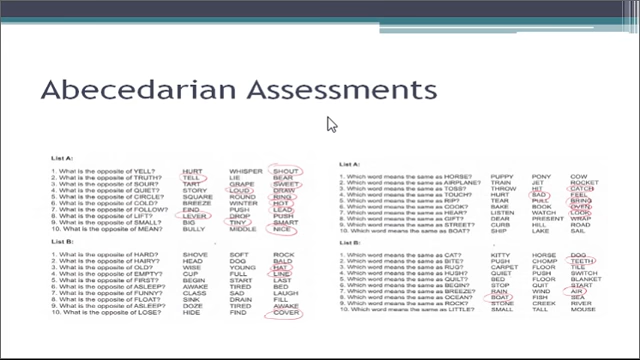 Abecedarian Assessments
List A:
1. What is the opposite of YELL? HURT WHISPER SHOUT
2. What is the opposite of TRUTH? TELL LIE BEAR
3. What is the opposite of SOUR? TART GRAPE SWEET
4. What is the opposite of QUIET? STORY LOUD DRAW
5. What is the opposite of CIRCLE? SQUARE ROUND RING
6. What is the opposite of COLD? BREEZE WINTER HOT
7. What is the opposite of FOLLOW? FIND PUSH LEAD
8. What is the opposite of LIFT? LEVER DROP PUSH
9. What is the opposite of SMALL? BIG TINY SMART
10. What is the opposite of MEAN? BULLY MIDDLE NICE
List B:
1. What is the opposite of HARD? SHOVE SOFT ROCK
2. What is the opposite of HAIRY? HEAD DOG BALD
3. What is the opposite of OLD? WISE YOUNG HAT
4. What is the opposite of EMPTY? CUP FULL LINE
5. What is the opposite of FIRST? BEGIN START LAST
6. What is the opposite of ASLEEP? AWAKE TIRED BED
7. What is the opposite of FUNNY? CLASS SAD LAUGH
8. What is the opposite of FLOAT? SINK DRAIN FILL
9. What is the opposite of ASLEEP? DOZE TIRED AWAKE
10. What is the opposite of LOSE? HIDE FIND COVER
List A:
1. Which word means the same as HORSE? PUPPY PONY COW
2. Which word means the same as AIRPLANE? TRAIN JET ROCKET
3. Which word means the same as TOSS? THROW HIT CATCH
4. Which word means the same as TOUCH? HURT BAD FEEL
5. Which word means the same as RIP? TEAR PULL BRING
6. Which word means the same as COOK? BAKE BOOK OVEN
7. Which word means the same as HEAR? LISTEN WATCH LOOK
8. Which word means the same as GIFT? DEAR PRESENT WRAP
9. Which word means the same as STREET? CURB HILL ROAD
10. Which word means the same as BOAT? SHIP LAKE SAIL
List B:
1. Which word means the same as CAT? KITTY HORSE DOG
2. Which word means the same as BITE? PUSH CHOMP TEETH
3. Which word means the same as RUG? CARPET FLOOR TILE
4. Which word means the same as HUSH? QUIET PUSH SWITCH
5. Which word means the same as QUILT? BED FLOOR BLANKET
6. Which word means the same as BEGIN? STOP QUIT START
7. Which word means the same as BREEZE? RAIN WIND AIR
8. Which word means the same as OCEAN? BOAT FISH SEA
9. Which word means the same as ROCK? STONE CREEK RIVER
10. Which word means the same as LITTLE? SMALL TALL MOUSE